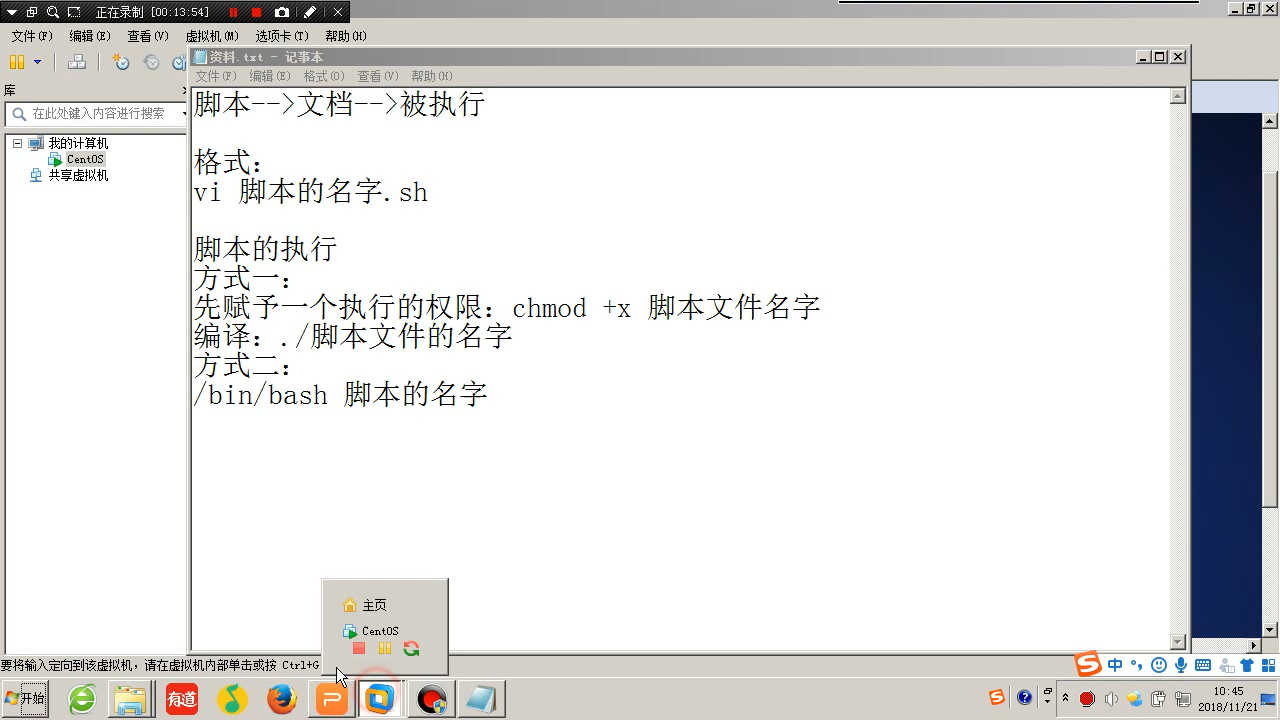 正在录制 [00:13:54]
文件(F) 编辑(E) 查看(V) 虚拟机(M) 选项卡(T) 帮助(H)
资料.txt - 记事本
文件(F) 编辑(E) 格式(O) 查看(V) 帮助(H)
库
在此处键入内容进行搜索
我的计算机
CentOS
共享虚拟机
脚本-->文档-->被执行
格式：
vi 脚本的名字.sh
脚本的执行
方式一：
先赋予一个执行的权限：chmod +x 脚本文件名字
编译：./脚本文件的名字
方式二：
/bin/bash 脚本的名字
主页
CentOS
要将输入定向到该虚拟机，请在虚拟机内部单击或按 Ctrl+G
中
开始
有道
10:45
2018/11/21